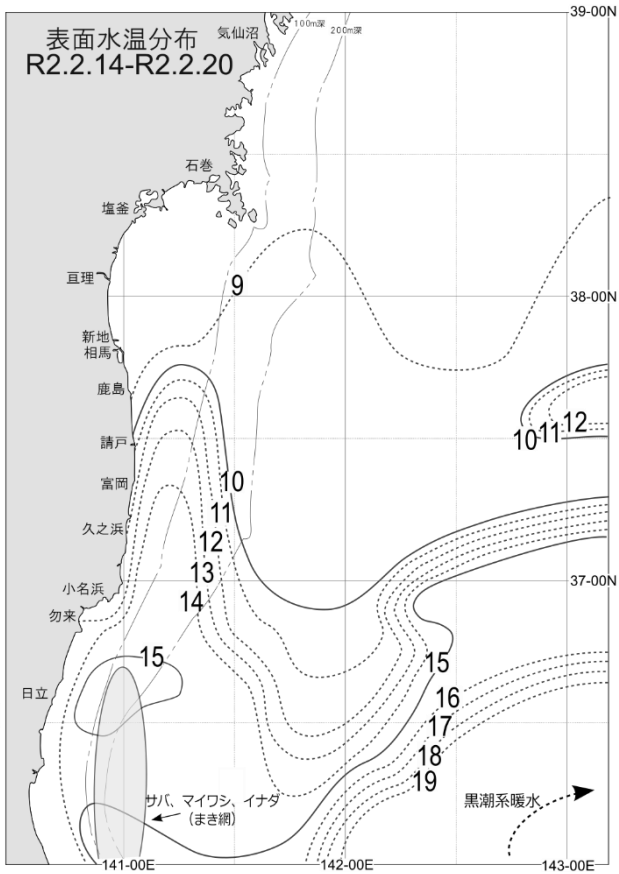 39-00N
気仙沼
100m深
200m深
表面水温分布
R2.2.14-R2.2.20
石巻
塩釜
亘理
9
38-00N
新地
相馬
鹿島
10
11
12
請戸
富岡
10
11
久之浜
12
13
14
37-00N
小名浜
勿来
15
15
日立
16
17
18
19
サバ、マイワシ、イナダ
(まき網)
黒潮系暖水
141-00E
142-00E
143-00E